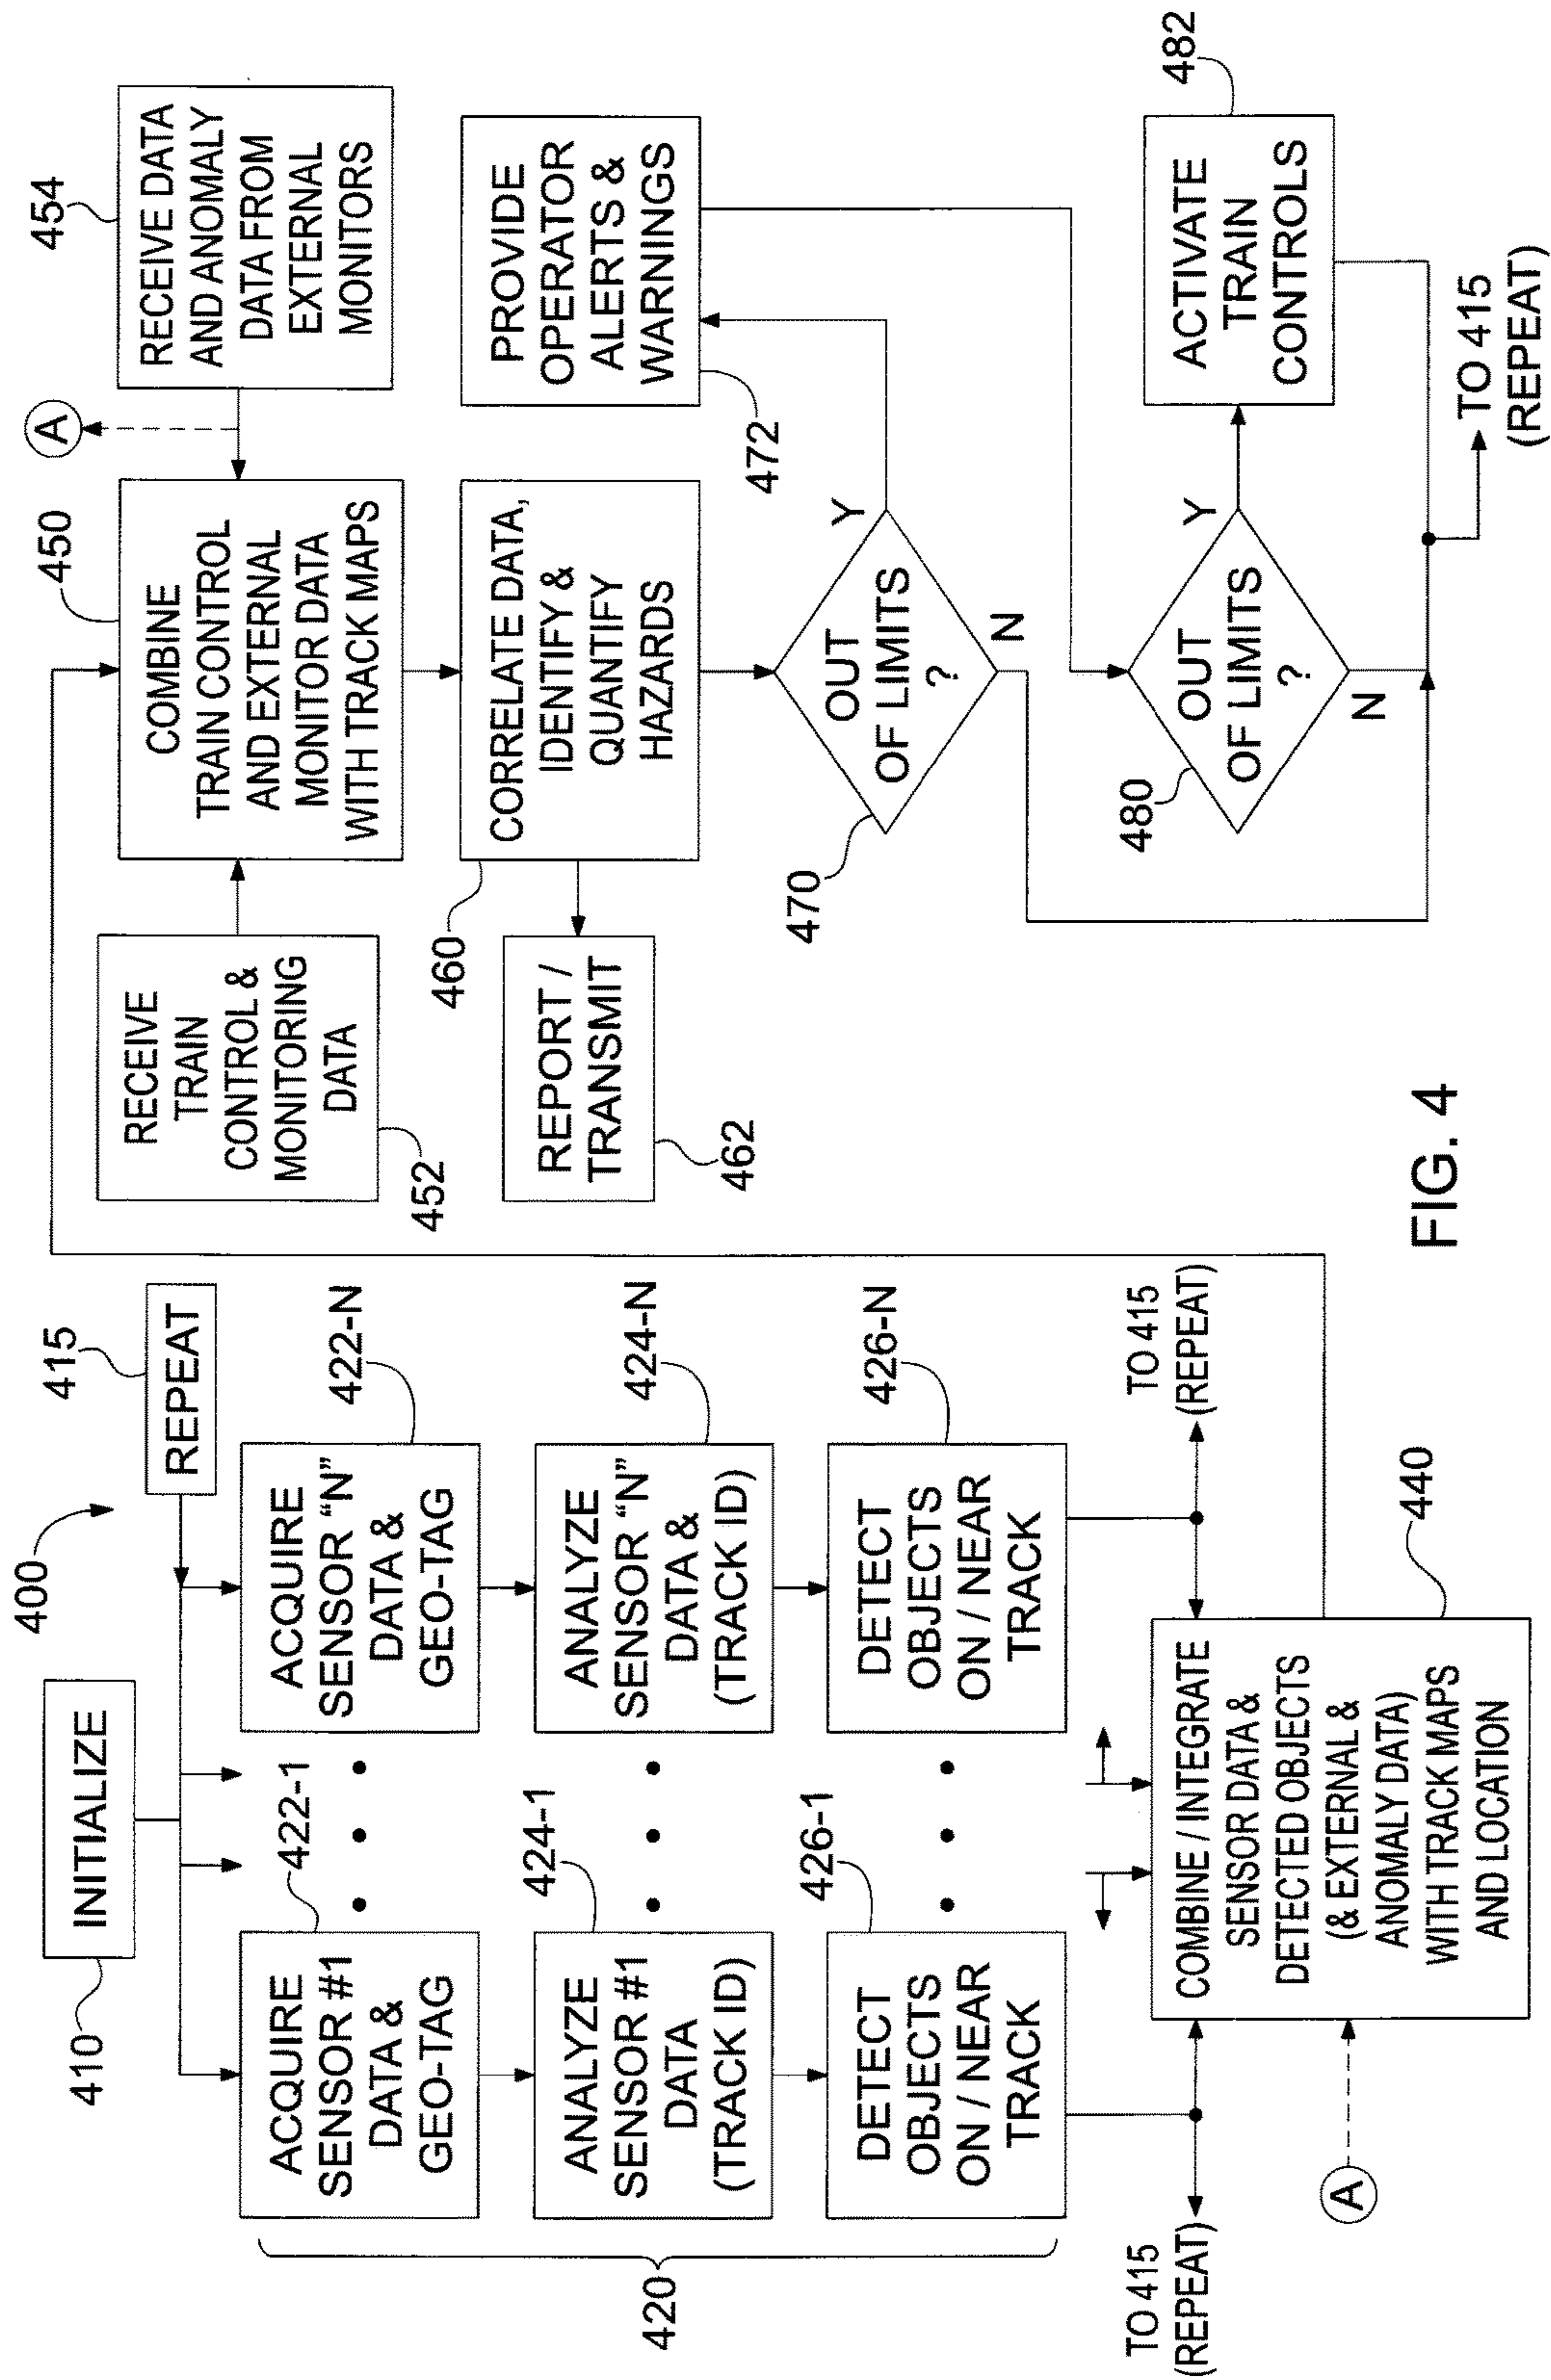 400
410
INITIALIZE
415
REPEAT
422-1
ACQUIRE
SENSOR #1
DATA &
GEO-TAG
422-N
ACQUIRE
SENSOR “N”
DATA &
GEO-TAG
424-1
ANALYZE
SENSOR #1
DATA
(TRACK ID)
424-N
ANALYZE
SENSOR “N”
DATA &
(TRACK ID)
420
426-1
DETECT
OBJECTS
ON / NEAR
TRACK
426-N
DETECT
OBJECTS
ON / NEAR
TRACK
TO 415
(REPEAT)
TO 415
(REPEAT)
COMBINE / INTEGRATE
SENSOR DATA &
DETECTED OBJECTS
(& EXTERNAL &
ANOMALY DATA)
WITH TRACK MAPS
AND LOCATION
440
A
452
RECEIVE
TRAIN
CONTROL &
MONITORING
DATA
450
COMBINE
TRAIN CONTROL
AND EXTERNAL
MONITOR DATA
WITH TRACK MAPS
A
454
RECEIVE DATA
AND ANOMALY
DATA FROM
EXTERNAL
MONITORS
460
CORRELATE DATA,
IDENTIFY &
QUANTIFY
HAZARDS
462
REPORT /
TRANSMIT
472
PROVIDE
OPERATOR
ALERTS &
WARNINGS
470
OUT
OF LIMITS
?
Y
N
480
OUT
OF LIMITS
?
Y
N
482
ACTIVATE
TRAIN
CONTROLS
TO 415
(REPEAT)
FIG. 4